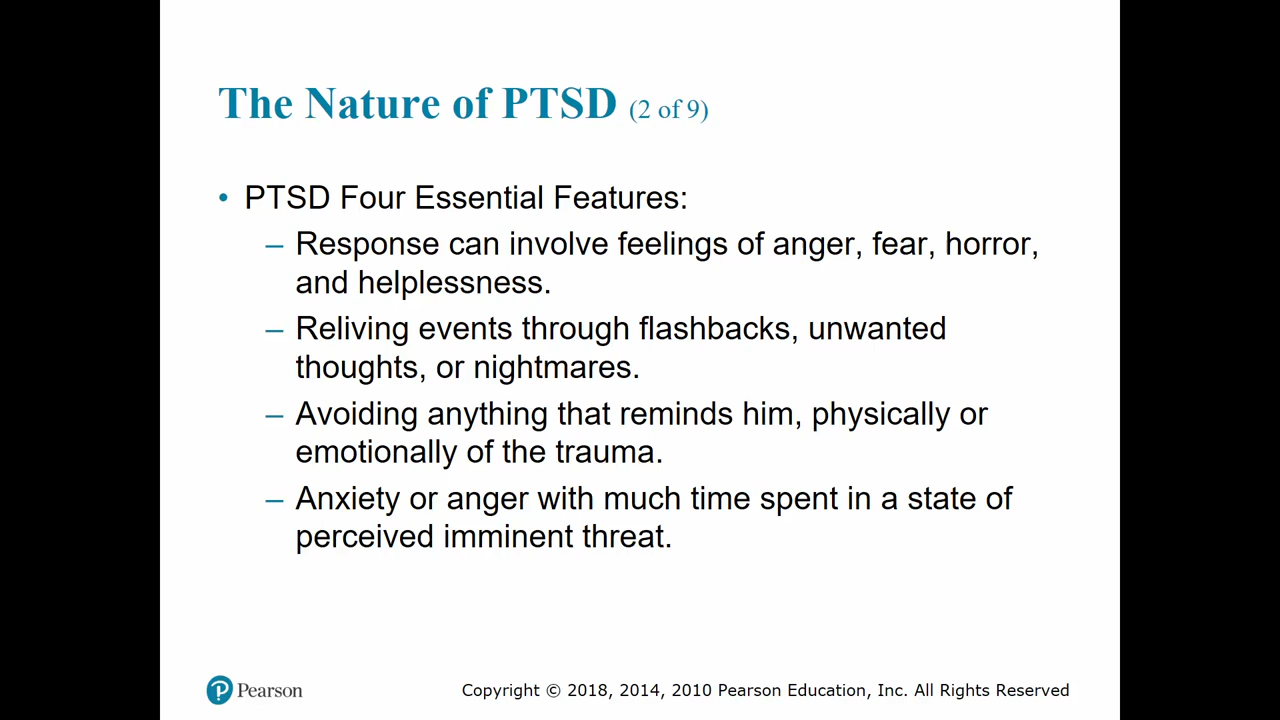 The Nature of PTSD (2 of 9)
• PTSD Four Essential Features:
– Response can involve feelings of anger, fear, horror,
and helplessness.
– Reliving events through flashbacks, unwanted
thoughts, or nightmares.
– Avoiding anything that reminds him, physically or
emotionally of the trauma.
– Anxiety or anger with much time spent in a state of
perceived imminent threat.
P Pearson
Copyright © 2018, 2014, 2010 Pearson Education, Inc. All Rights Reserved